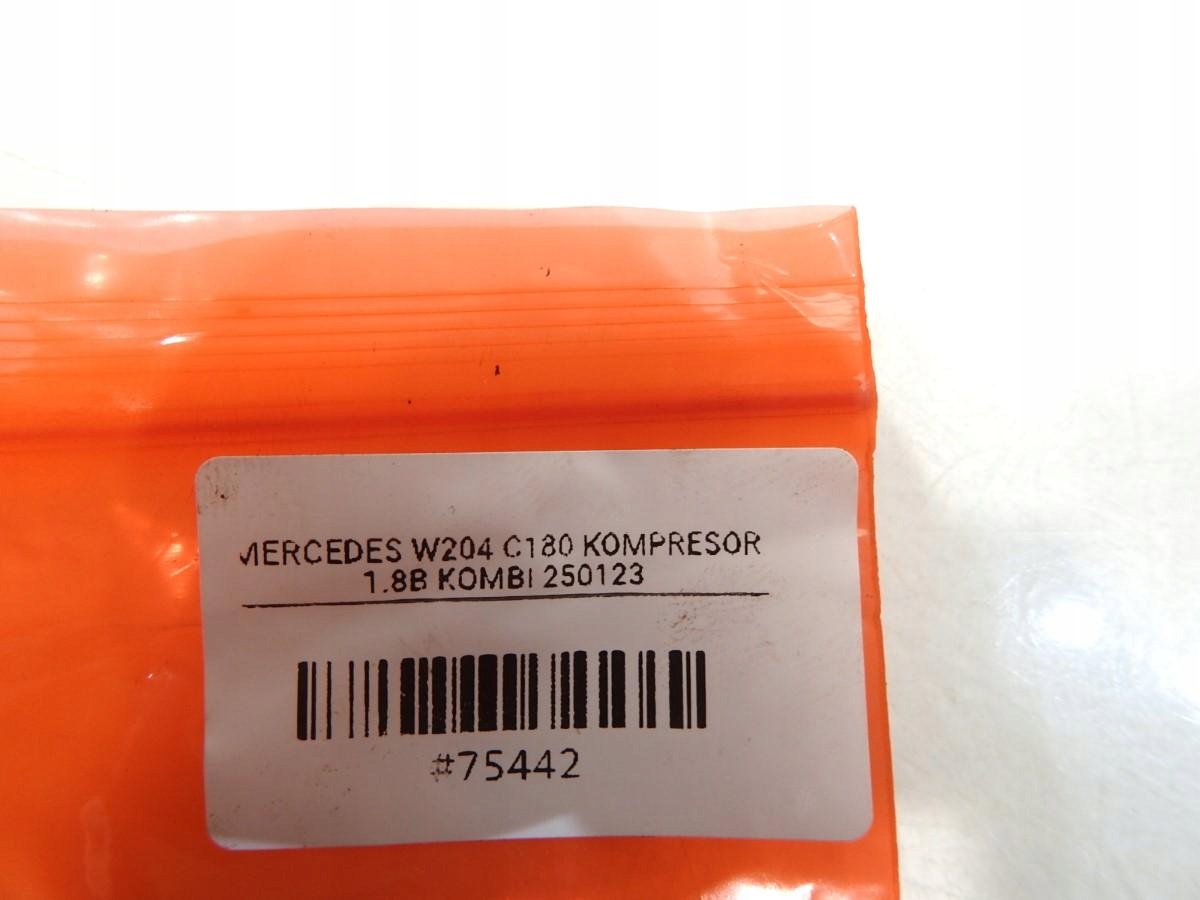 MERCEDES W204 C180 KOMPRESOR
1.8B KOMBI 250123
#75442